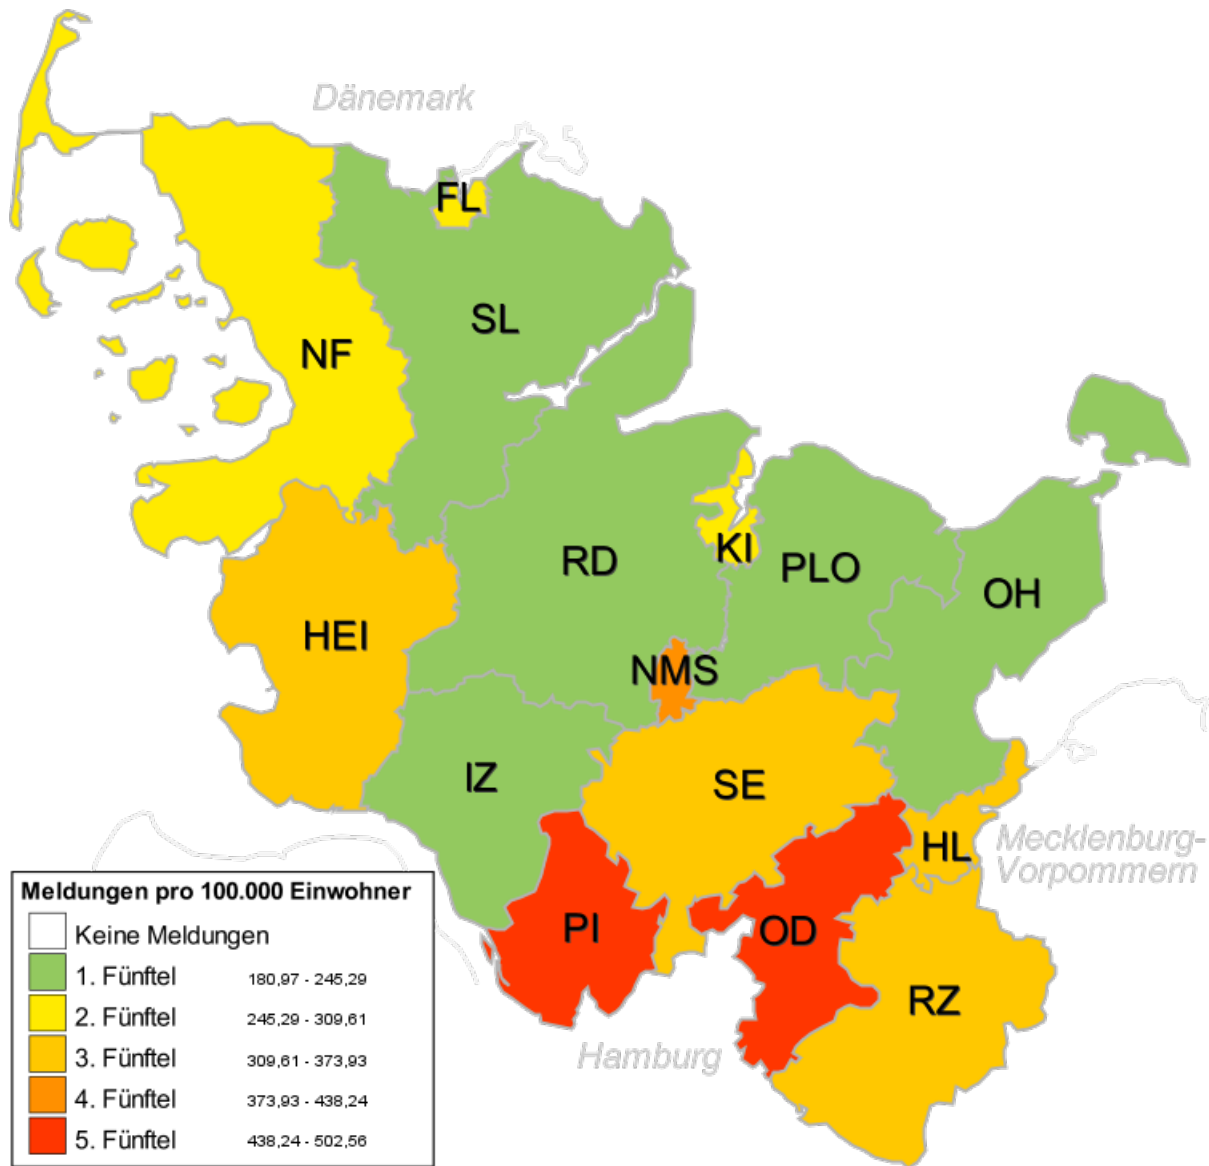 Dänemark
FL
SL
NF
RD
KI
PLO
OH
HEI
NMS
IZ
SE
HL
Mecklenburg-
Vorpommern
PI
OD
RZ
Hamburg
Meldungen pro 100.000 Einwohner
Keine Meldungen
1. Fünftel 180,97 - 245,29
2. Fünftel 245,29 - 309,61
3. Fünftel 309,61 - 373,93
4. Fünftel 373,93 - 438,24
5. Fünftel 438,24 - 502,56